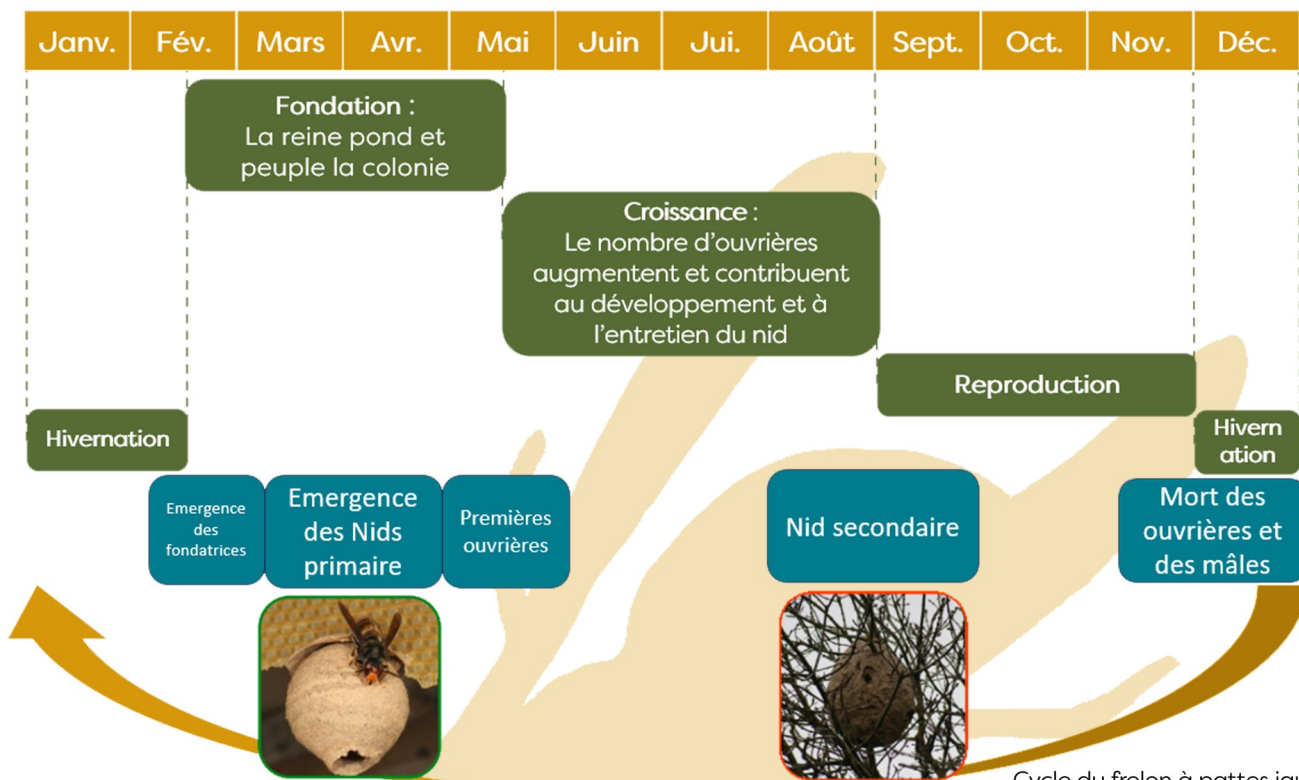 Janv.
Fév.
Mars
Avr.
Mai
Juin
Jui.
Août
Sept.
Oct.
Nov.
Déc.
Fondation :
La reine pond et
peuple la colonie
Croissance :
Le nombre d'ouvrières
augmentent et contribuent
au développement et à
l'entretien du nid
Reproduction
Hivernation
Hivern
ation
Emergence
des
fondatrices
Emergence
des Nids
primaire
Premières
ouvrières
Nid secondaire
Mort des
ouvrières et
des mâles
Cycle du frelon à pattes